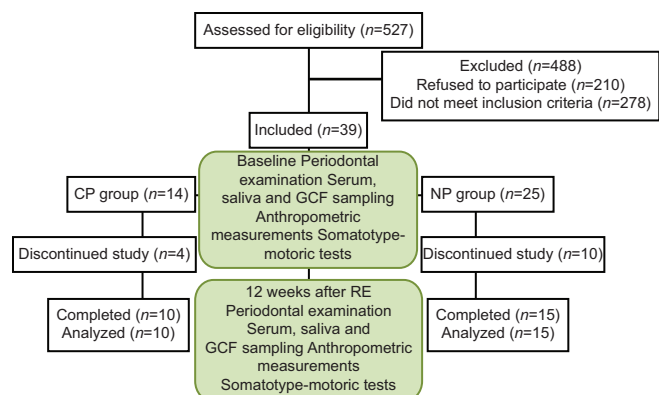 Assessed for eligibility (n=527)
Excluded (n=488)
Refused to participate (n=210)
Did not meet inclusion criteria (n=278)
Included (n=39)
Baseline Periodontal
examination Serum,
saliva and GCF sampling
Anthropometric
measurements Somatotype-
motoric tests
CP group (n=14)
NP group (n=25)
Discontinued study (n=4)
Discontinued study (n=10)
Completed (n=10)
Analyzed (n=10)
12 weeks after RE
Periodontal examination
Serum, saliva and
GCF sampling Anthropometric
measurements
Somatotype-motoric tests
Completed (n=15)
Analyzed (n=15)